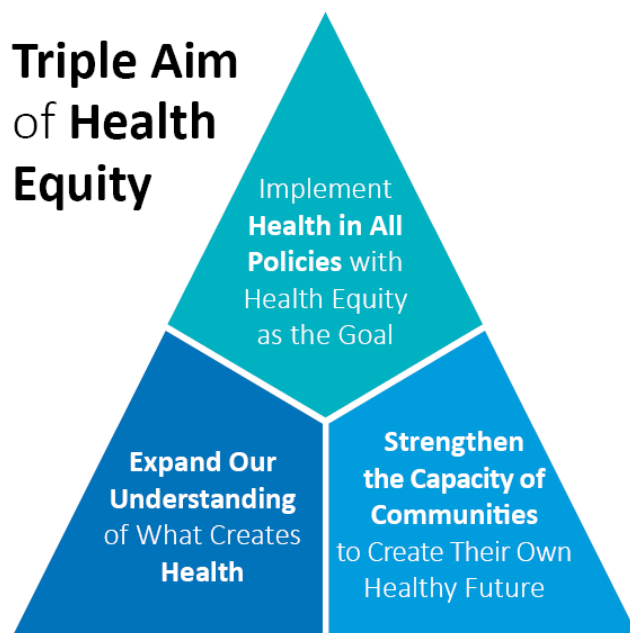 Triple Aim
of Health
Equity
Implement
Health in All
Policies with
Health Equity
as the Goal
Expand Our
Understanding
of What Creates
Health
Strengthen
the Capacity of
Communities
to Create Their Own
Healthy Future